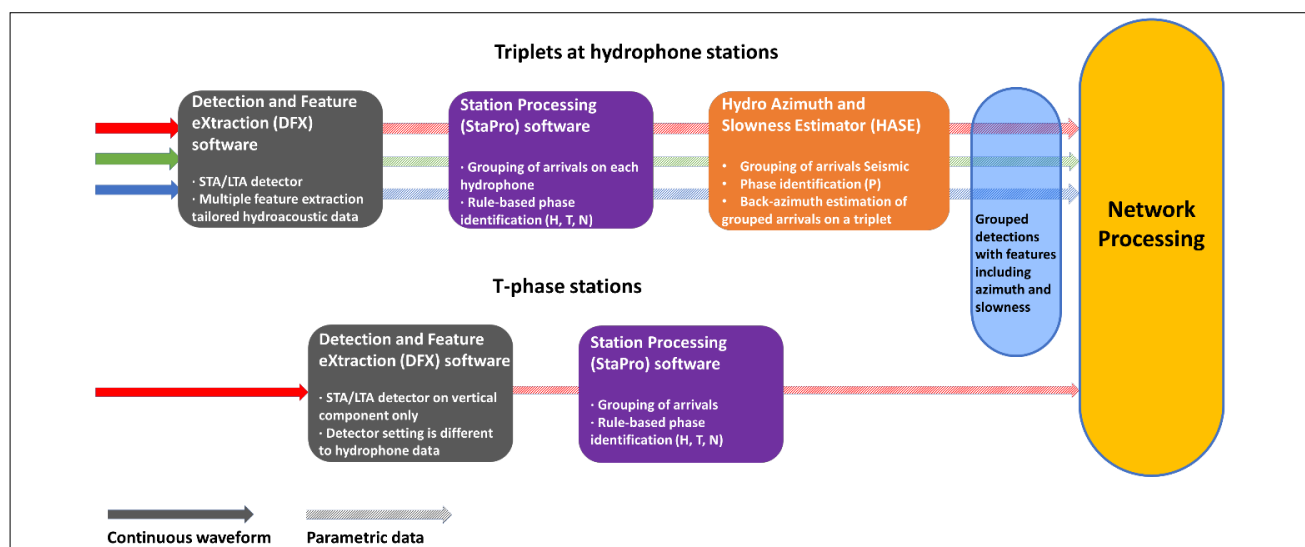 Triplets at hydrophone stations
Detection and Feature
eXtraction (DFX)
software
· STA/LTA detector
· Multiple feature extraction
tailored hydroacoustic data
Station Processing
(StaPro) software
· Grouping of arrivals on each
hydrophone
· Rule-based phase
identification (H, T, N)
Hydro Azimuth and
Slowness Estimator (HASE)
• Grouping of arrivals Seismic
• Phase identification (P)
• Back-azimuth estimation of
grouped arrivals on a triplet
Grouped
detections
with features
including
azimuth and
slowness
Network
Processing
T-phase stations
Detection and Feature
eXtraction (DFX) software
· STA/LTA detector on vertical
component only
· Detector setting is different
to hydrophone data
Station Processing
(StaPro) software
· Grouping of arrivals
· Rule-based phase
identification (H, T, N)
Continuous waveform
Parametric data